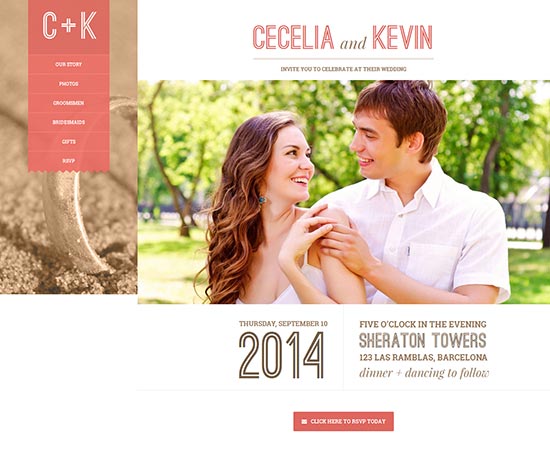 C + K
OUR STORY
PHOTOS
GROOMSMEN
BRIDESMAIDS
GIFTS
RSVP
CECELIA and KEVIN
INVITE YOU TO CELEBRATE AT THEIR WEDDING
THURSDAY, SEPTEMBER 10
2014
FIVE O'CLOCK IN THE EVENING
SHERATON TOWERS
123 LAS RAMBLAS, BARCELONA
dinner + dancing to follow
CLICK HERE TO RSVP TODAY